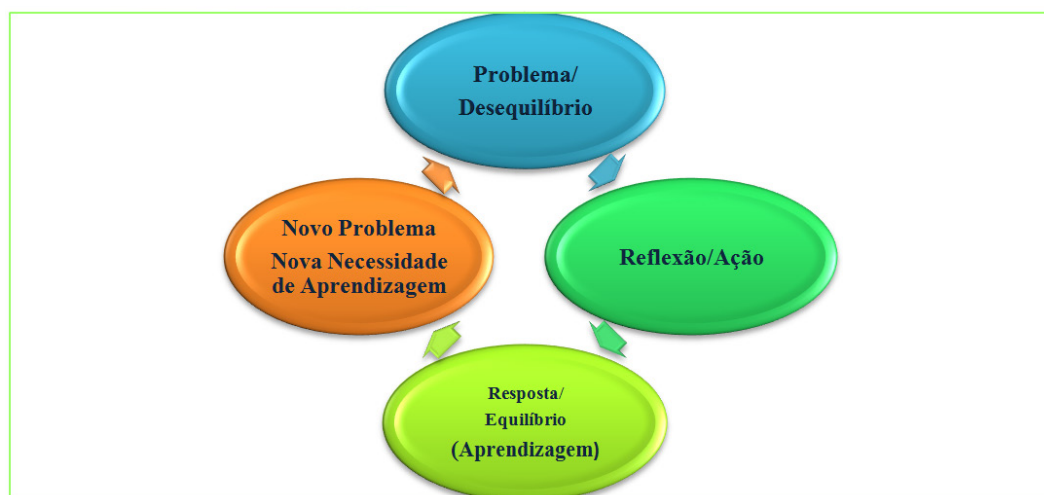 Problema/
Desequilíbrio
Reflexão/Ação
Resposta/
Equilíbrio
(Aprendizagem)
Novo Problema
Nova Necessidade
de Aprendizagem